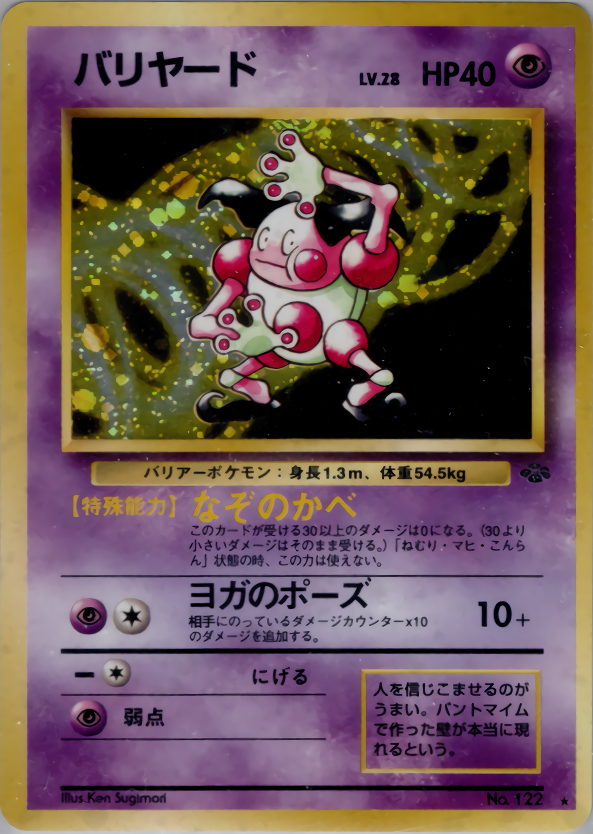 バリヤード LV.28 HP40
バリアーポケモン：身長1.3m、体重54.5kg
【特殊能力】なぞのかべ
このカードが受ける30以上のダメージは0になる。（30より
小さいダメージはそのまま受ける。）「ねむり・マヒ・こんら
ん」状態の時、この力は使えない。
ヨガのポーズ 10+
相手にのっているダメージカウンター×10
のダメージを追加する。
にげる
弱点
人を信じこませるのが
うまい。パントマイム
で作った壁が本当に現
れるという。
Illus.Ken Sugimori No.122 ★